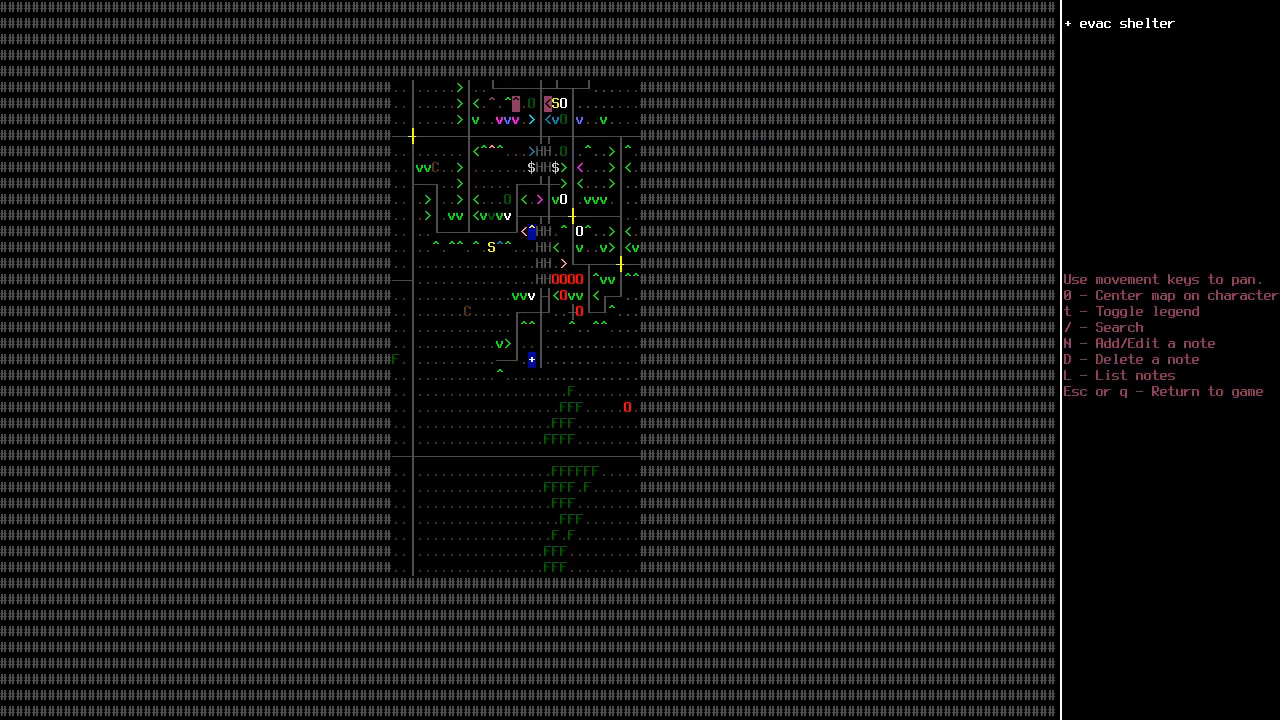 + evac shelter
Use movement keys to pan.
0 - Center map on character
t - Toggle legend
/ - Search
N - Add/Edit a note
D - Delete a note
L - List notes
Esc or q - Return to game